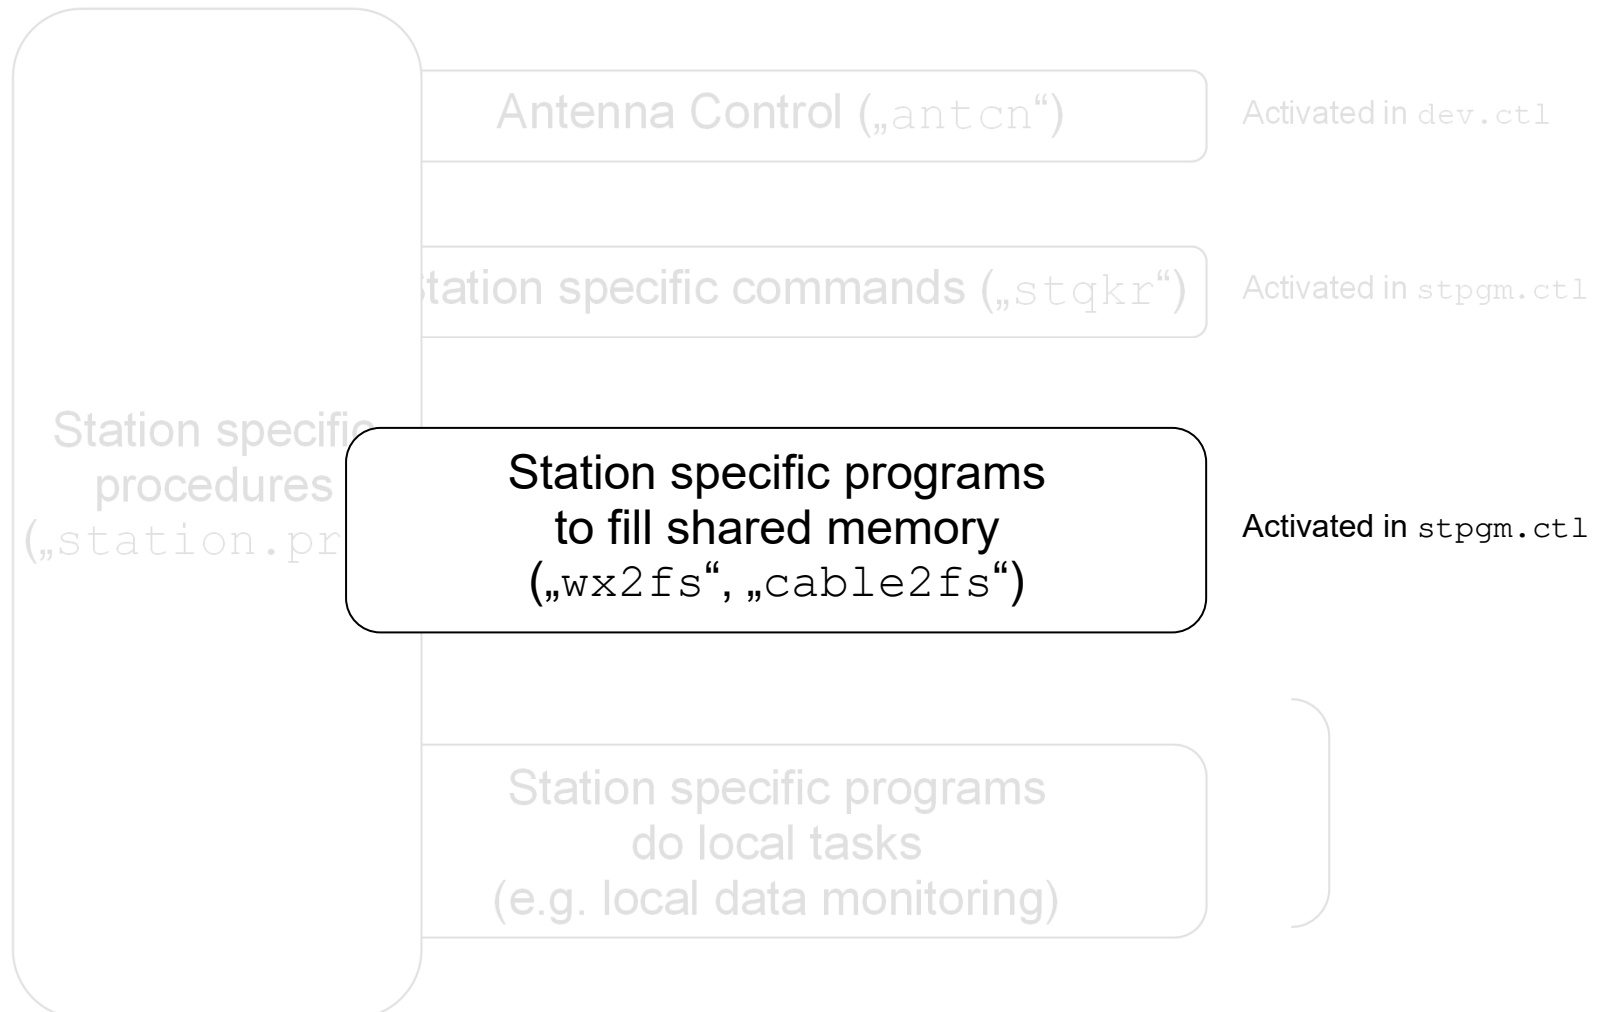 Antenna Control („antcn“)
Activated in dev.ctl
tation specific commands („stqkr“)
Activated in stpgm.ctl
Station specific
procedures
(„station.pr
Station specific programs
to fill shared memory
(„wx2fs“, „cable2fs“)
Activated in stpgm.ctl
Station specific programs
do local tasks
(e.g. local data monitoring)